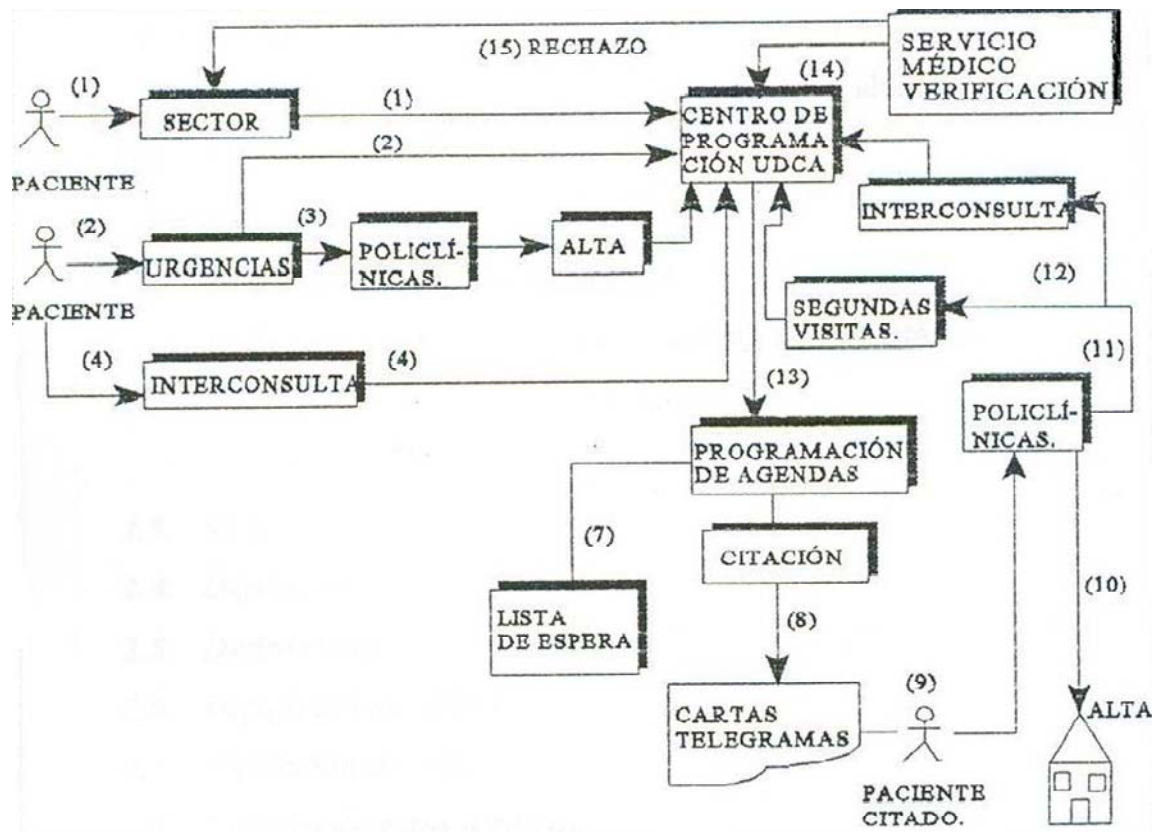 (15) RECHAZO
SERVICIO
MÉDICO
VERIFICACIÓN
(1)
SECTOR
(1)
(14)
CENTRO DE
PROGRAMA
CIÓN UDCA
PACIENTE
(2)
INTERCONSULTA
(2)
URGENCIAS
(3)
POLICLÍ-
NICAS.
ALTA
PACIENTE
(12)
SEGUNDAS
VISITAS.
(11)
(4)
INTERCONSULTA
(4)
(13)
POLICLÍ-
NICAS.
PROGRAMACIÓN
DE AGENDAS
(7)
CITACIÓN
(10)
LISTA
DE ESPERA
(8)
(9)
CARTAS
TELEGRAMAS
ALTA
PACIENTE
CITADO.